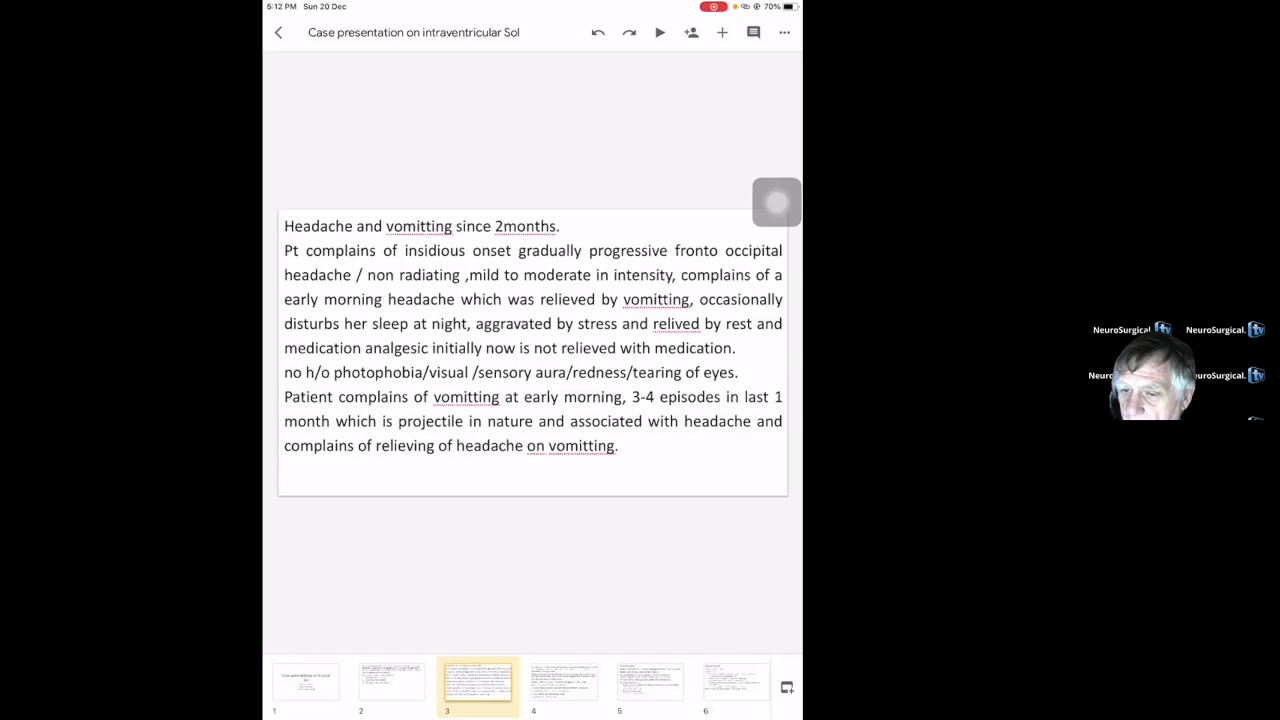 5:12 PM Sun 20 Dec
70%
Case presentation on intraventricular Sol
Headache and vomitting since 2months.
Pt complains of insidious onset gradually progressive fronto occipital
headache / non radiating ,mild to moderate in intensity, complains of a
early morning headache which was relieved by vomitting, occasionally
disturbs her sleep at night, aggravated by stress and relived by rest and
medication analgesic initially now is not relieved with medication.
no h/o photophobia/visual /sensory aura/redness/tearing of eyes.
Patient complains of vomitting at early morning, 3-4 episodes in last 1
month which is projectile in nature and associated with headache and
complains of relieving of headache on vomitting.
NeuroSurgical.tv NeuroSurgical.tv
1 2 3 4 5 6